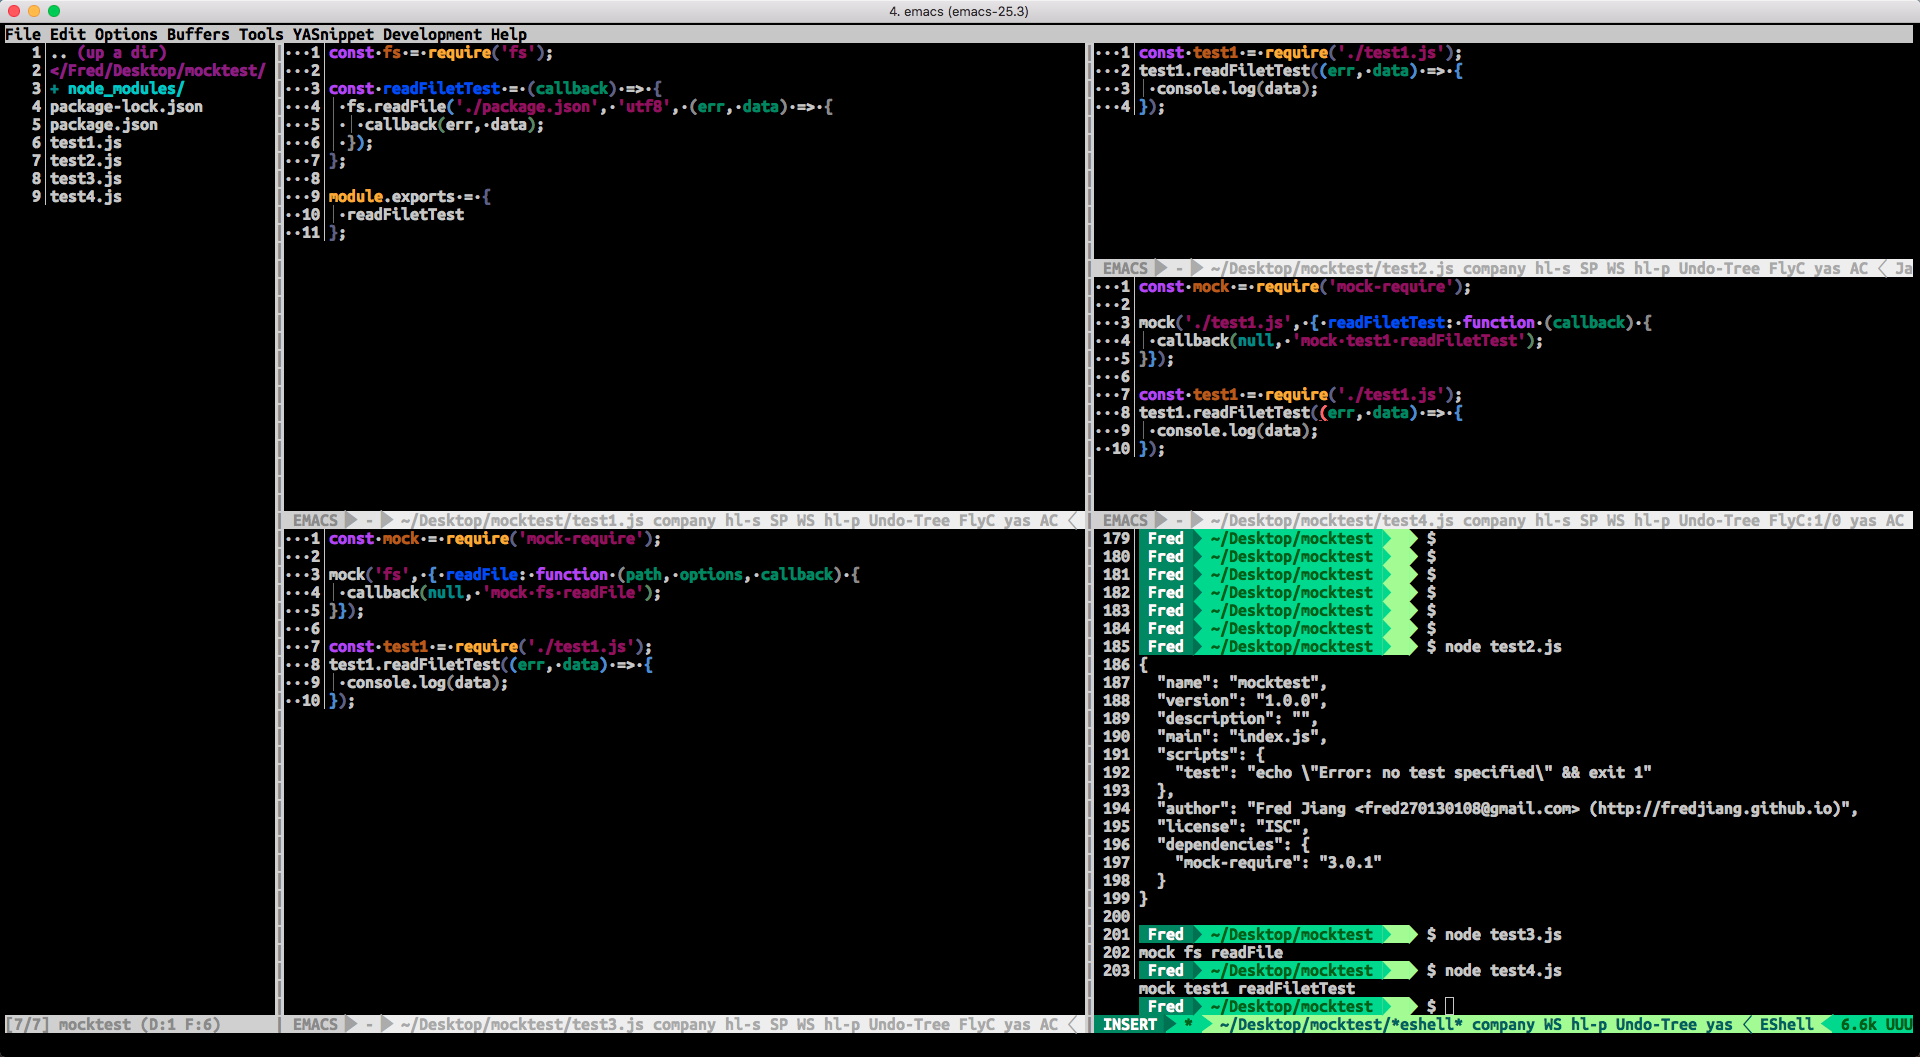 4. emacs (emacs-25.3)
File Edit Options Buffers Tools YASnippet Development Help
1 .. (up a dir)
2 </Fred/Desktop/mocktest/
3 + node_modules/
4 package-lock.json
5 package.json
6 test1.js
7 test2.js
8 test3.js
9 test4.js
[7/7] mocktest (D:1 F:6)
···1 const·fs·=·require('fs');
···2
···3 const·readFiletTest·=·(callback)·=>·{
···4 ·fs.readFile('./package.json',·'utf8',·(err,·data)·=>·{
···5 · ·callback(err,·data);
···6 ·});
···7 };
···8
···9 module.exports·=·{
··10 ·readFiletTest
··11 };
EMACS - ~/Desktop/mocktest/test1.js company hl-s SP WS hl-p Undo-Tree FlyC yas AC
···1 const·mock·=·require('mock-require');
···2
···3 mock('fs',·{·readFile:·function·(path,·options,·callback)·{
···4 ·callback(null,·'mock·fs·readFile');
···5 }});
···6
···7 const·test1·=·require('./test1.js');
···8 test1.readFiletTest((err,·data)·=>·{
···9 ·console.log(data);
··10 });
EMACS - ~/Desktop/mocktest/test3.js company hl-s SP WS hl-p Undo-Tree FlyC yas AC
···1 const·test1·=·require('./test1.js');
···2 test1.readFiletTest((err,·data)·=>·{
···3 ·console.log(data);
···4 });
EMACS - ~/Desktop/mocktest/test2.js company hl-s SP WS hl-p Undo-Tree FlyC yas AC Ja
···1 const·mock·=·require('mock-require');
···2
···3 mock('./test1.js',·{·readFiletTest:·function·(callback)·{
···4 ·callback(null,·'mock·test1·readFiletTest');
···5 }});
···6
···7 const·test1·=·require('./test1.js');
···8 test1.readFiletTest((err,·data)·=>·{
···9 ·console.log(data);
··10 });
EMACS - ~/Desktop/mocktest/test4.js company hl-s SP WS hl-p Undo-Tree FlyC:1/0 yas AC
179 Fred ~/Desktop/mocktest $
180 Fred ~/Desktop/mocktest $
181 Fred ~/Desktop/mocktest $
182 Fred ~/Desktop/mocktest $
183 Fred ~/Desktop/mocktest $
184 Fred ~/Desktop/mocktest $
185 Fred ~/Desktop/mocktest $ node test2.js
186 {
187 "name": "mocktest",
188 "version": "1.0.0",
189 "description": "",
190 "main": "index.js",
191 "scripts": {
192 "test": "echo \"Error: no test specified\" && exit 1"
193 },
194 "author": "Fred Jiang <fred270130108@gmail.com> (http://fredjiang.github.io)",
195 "license": "ISC",
196 "dependencies": {
197 "mock-require": "3.0.1"
198 }
199 }
200
201 Fred ~/Desktop/mocktest $ node test3.js
202 mock fs readFile
203 Fred ~/Desktop/mocktest $ node test4.js
mock test1 readFiletTest
Fred ~/Desktop/mocktest $
INSERT * ~/Desktop/mocktest/*eshell* company WS hl-p Undo-Tree yas EShell 6.6k UUU